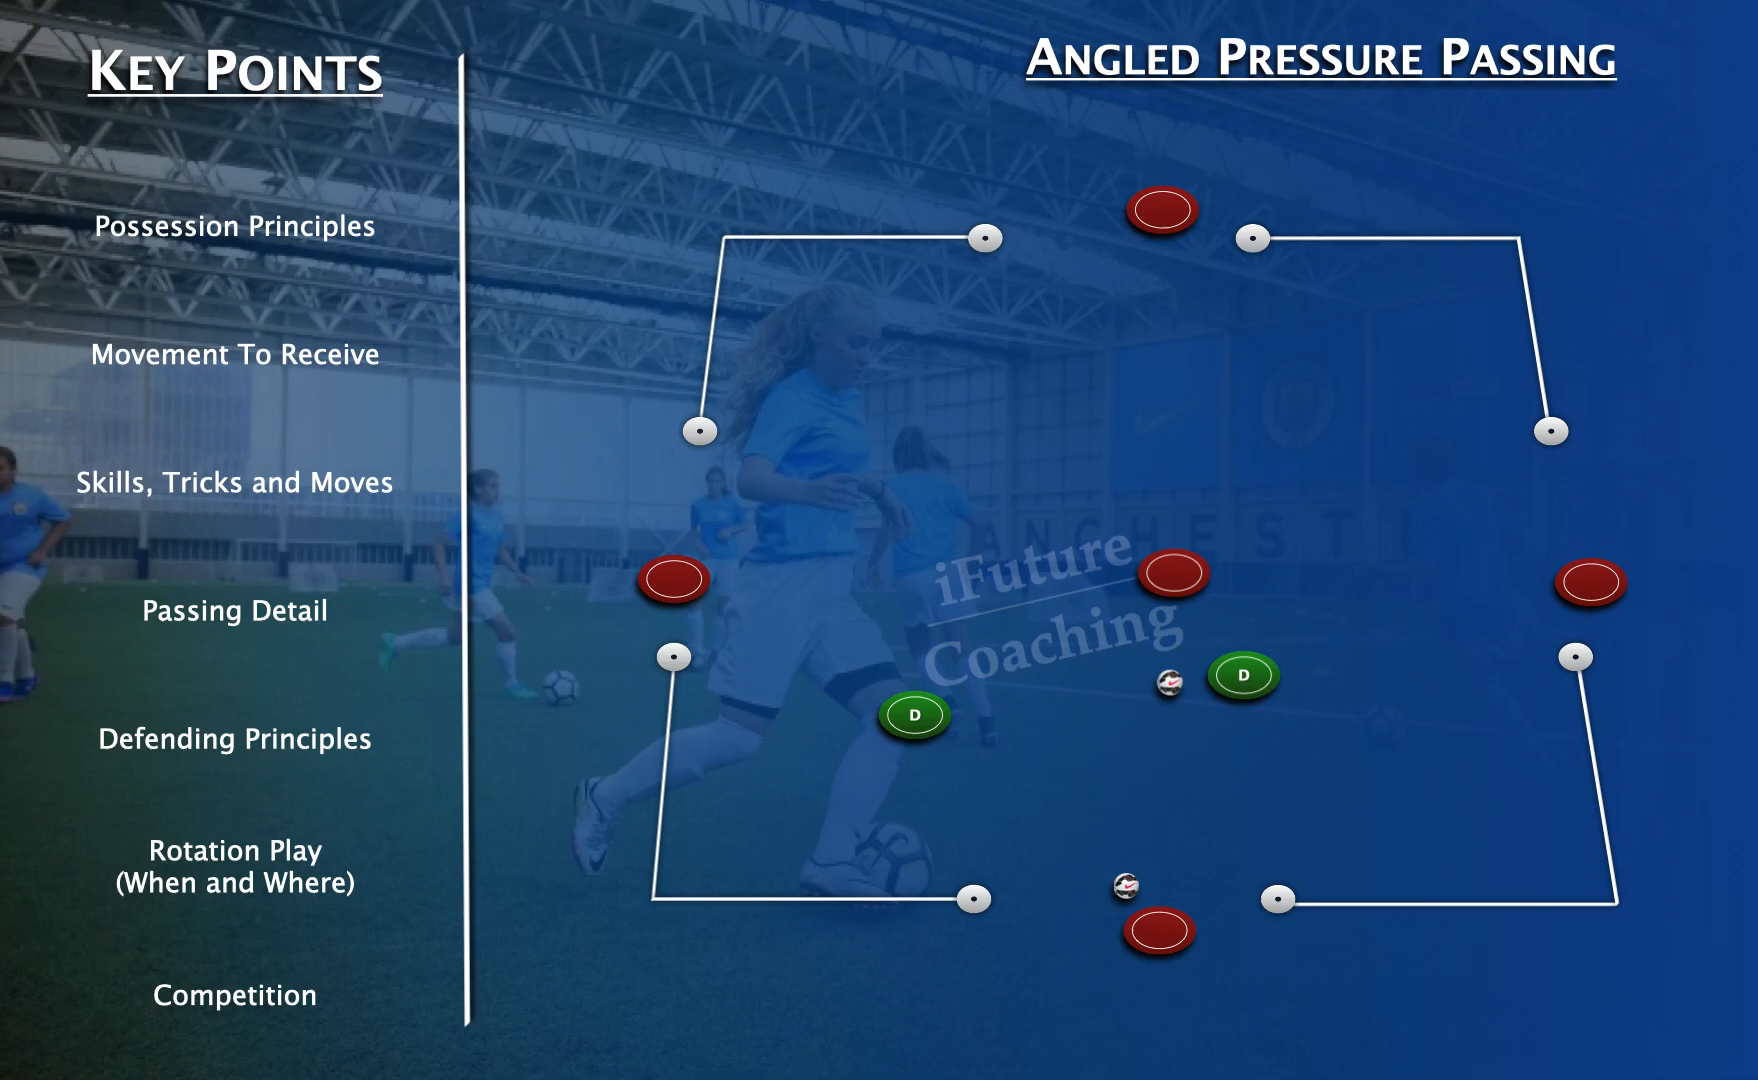 KEY POINTS
Possession Principles
Movement To Receive
Skills, Tricks and Moves
Passing Detail
Defending Principles
Rotation Play
(When and Where)
Competition
ANGLED PRESSURE PASSING
ANCHEST
iFuture
Coaching
D
D